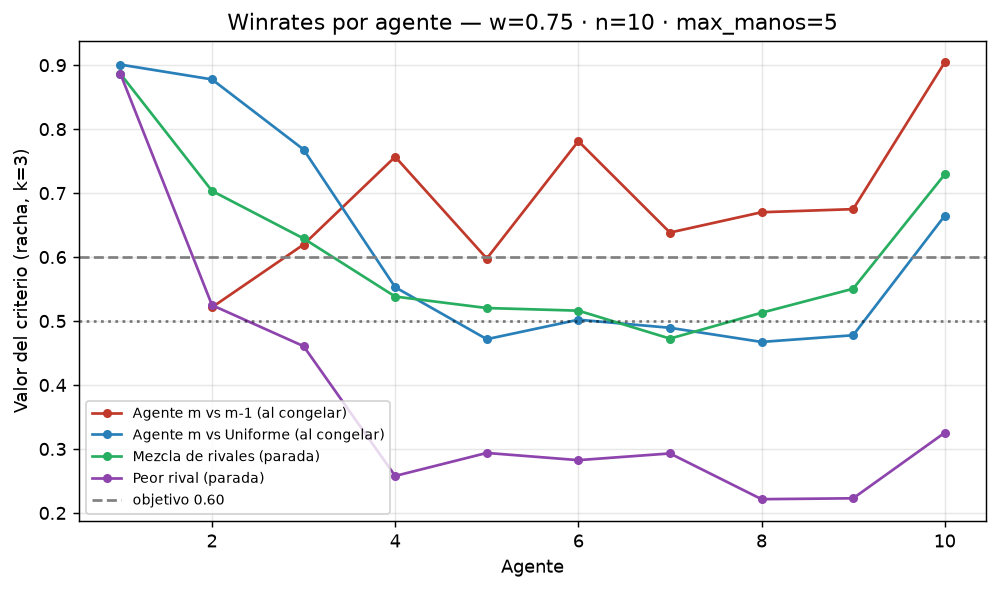 Winrates por agente — w=0.75 · n=10 · max_manos=5
Valor del criterio (racha, k=3)
0.9
0.8
0.7
0.6
0.5
0.4
0.3
0.2
Agente m vs m-1 (al congelar)
Agente m vs Uniforme (al congelar)
Mezcla de rivales (parada)
Peor rival (parada)
objetivo 0.60
2
4
6
8
10
Agente